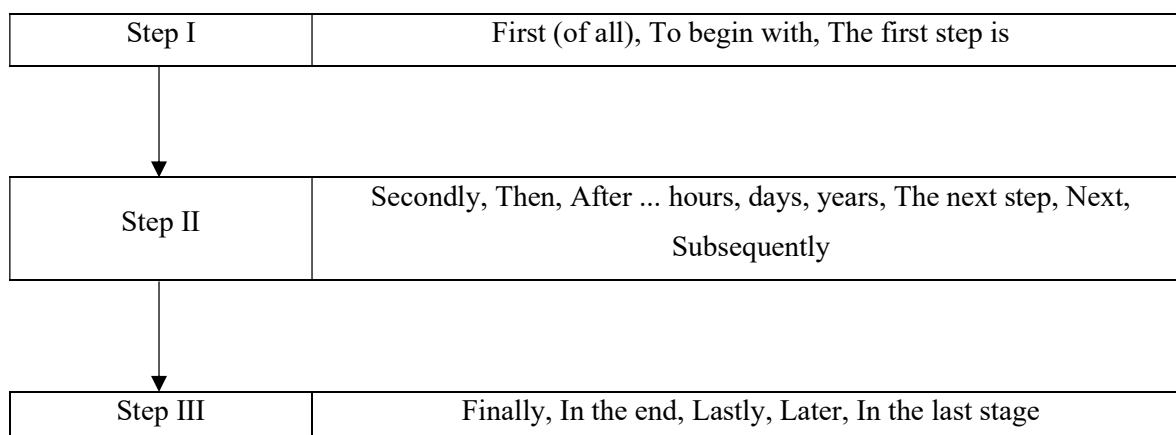 Step I
First (of all), To begin with, The first step is
Step II
Secondly, Then, After ... hours, days, years, The next step, Next,
Subsequently
Step III
Finally, In the end, Lastly, Later, In the last stage